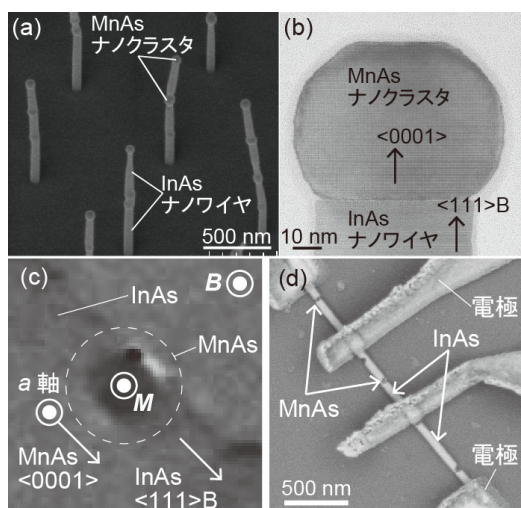 (a)
MnAs
ナノクラスタ
InAs
ナノワイヤ
500 nm
(b)
MnAs
ナノクラスタ
<0001>
<111>B
InAs
ナノワイヤ
10 nm
(c)
InAs
B
MnAs
a 軸
M
MnAs
<0001>
InAs
<111>B
(d)
電極
InAs
MnAs
電極
500 nm